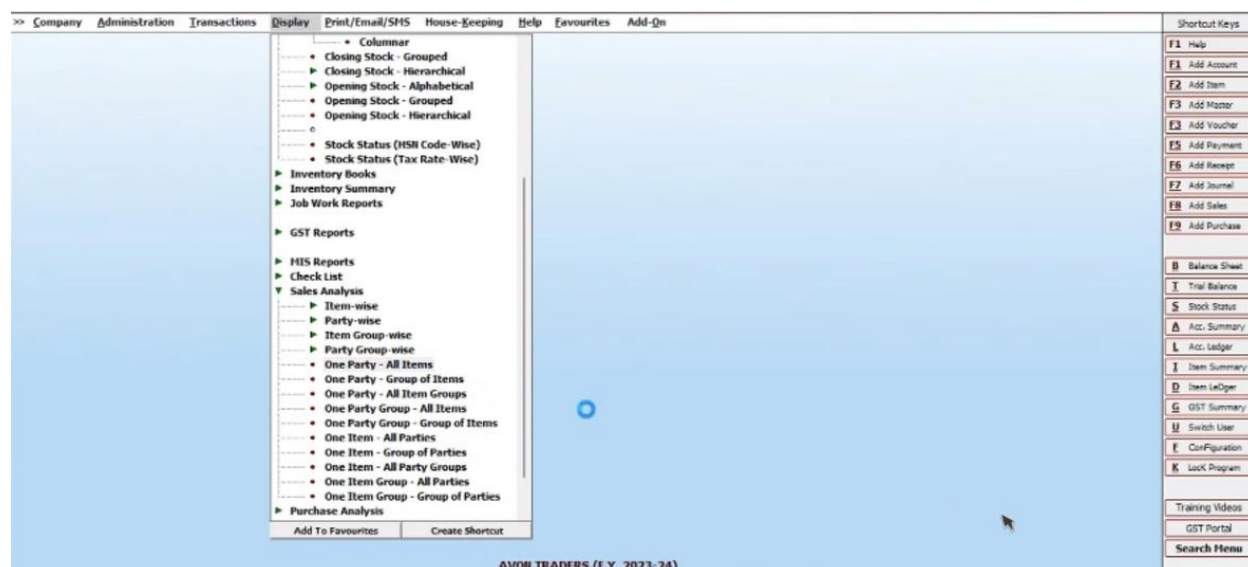 >> Company Administration Transactions Display Print/Email/SMS House-Keeping Help Favourites Add-On
Columnar
Closing Stock - Grouped
Closing Stock - Hierarchical
Opening Stock - Alphabetical
Opening Stock - Grouped
Opening Stock - Hierarchical
Stock Status (HSN Code-Wise)
Stock Status (Tax Rate-Wise)
Inventory Books
Inventory Summary
Job Work Reports
GST Reports
MIS Reports
Check List
Sales Analysis
Item-wise
Party-wise
Item Group-wise
Party Group-wise
One Party - All Items
One Party - Group of Items
One Party - All Item Groups
One Party Group - All Items
One Party Group - Group of Items
One Item - All Parties
One Item - Group of Parties
One Item - All Party Groups
One Item Group - All Parties
One Item Group - Group of Parties
Purchase Analysis
Add To Favourites Create Shortcut
AVON TRADERS (F.Y. 2023-24)
Shortcut Keys
F1 Help
F1 Add Account
F2 Add Item
F3 Add Master
F3 Add Voucher
F5 Add Payment
F6 Add Receipt
F7 Add Journal
F8 Add Sales
F9 Add Purchase
B Balance Sheet
T Trial Balance
S Stock Status
A Acc. Summary
L Acc. Ledger
I Item Summary
D Item LeDger
G GST Summary
U Switch User
F ConFiguration
K LocK Program
Training Videos
GST Portal
Search Menu